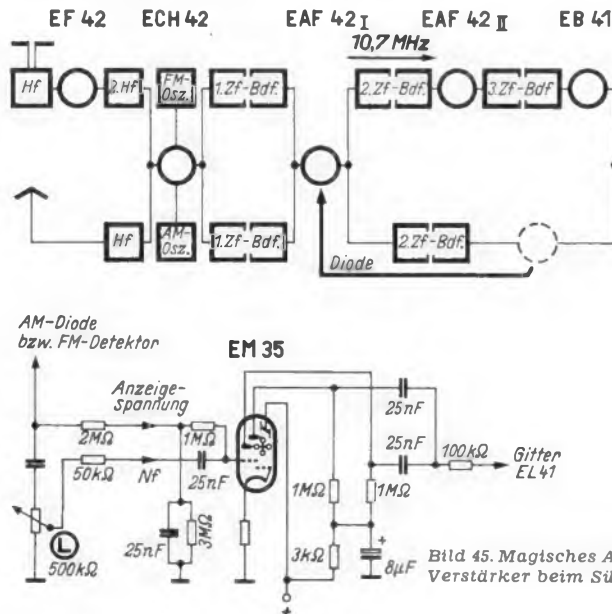 EF 42 ECH 42 EAF 42 I EAF 42 II EB 41
10,7 MHz
Hf 2.Hf FM-Osz. 1.Zf-Bdf. 2.Zf-Bdf. 3.Zf-Bdf.
Hf AM-Osz. 1.Zf-Bdf. 2.Zf-Bdf.
Diode
AM-Diode
bzw. FM-Detektor
EM 35
Anzeige-
spannung
2MΩ
1MΩ
50kΩ
Nf
25nF
25nF
3MΩ
L
500kΩ
25nF
25nF
100kΩ
Gitter
EL41
1MΩ
1MΩ
3kΩ
+
8µF
+
Bild 45. Magisches
Verstärker beim